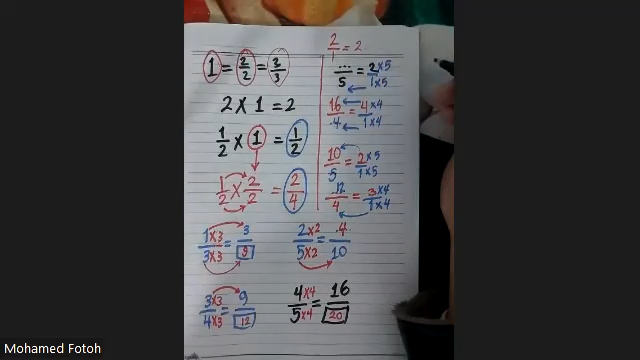 1 = 2/2 = 3/3
2 X 1 = 2
1/2 X 1 = 1/2
1/2 X 2/2 = 2/4
1X3/3X3 = 3/9
3X3/4X3 = 9/12
2/1 = 2
.../5 = 2X5/1X5
16/.4 = 4X4/1X4
10/5 = 2X5/1X5
.12/4 = 3X4/1X4
2X2/5X2 = .4/10
4X4/5X4 = 16/20
Mohamed Fotoh